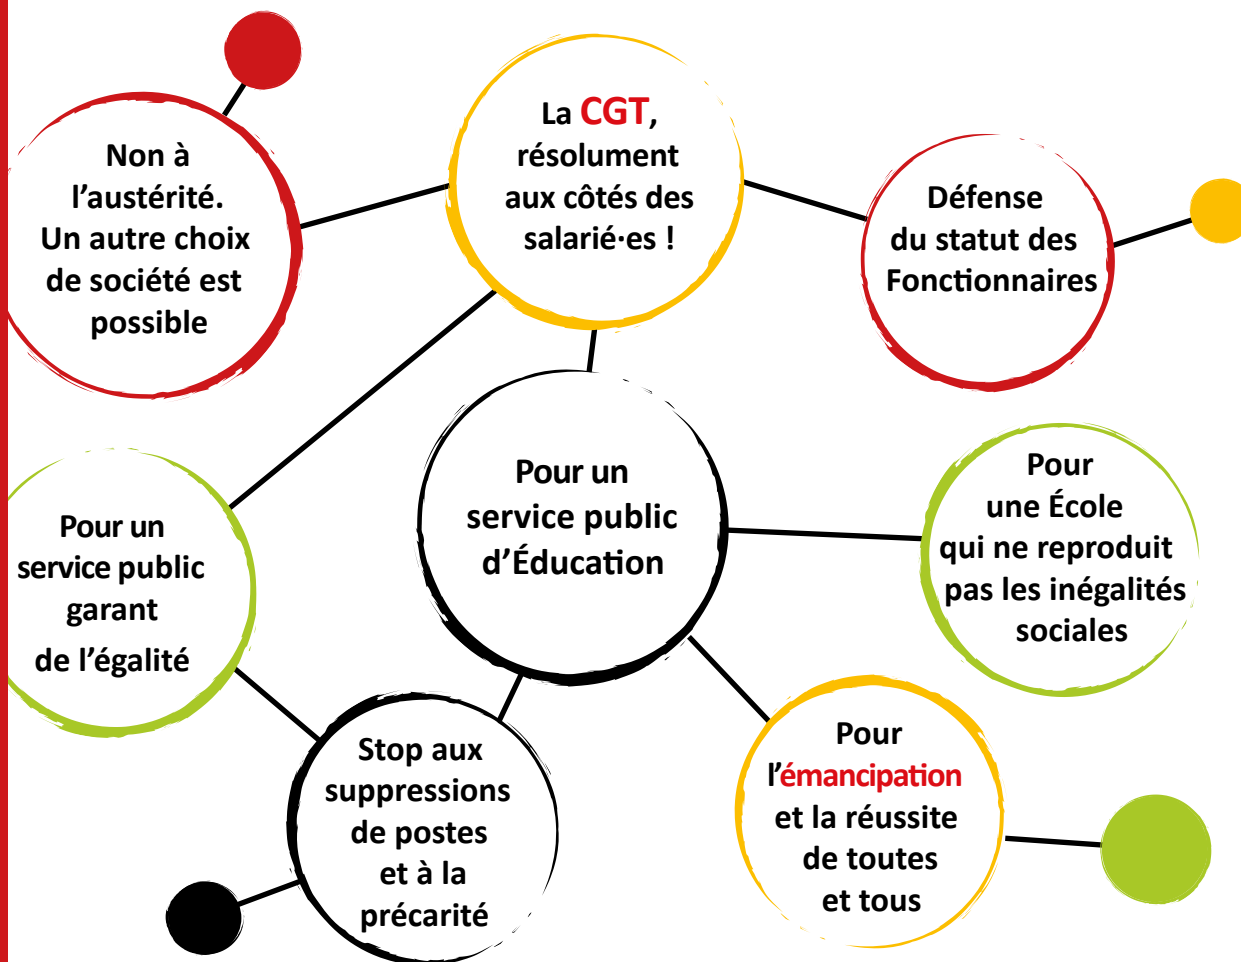 Non à
l'austérité.
Un autre choix
de société est
possible
La CGT,
résolument
aux côtés des
salarié·es !
Défense
du statut des
Fonctionnaires
Pour un
service public
garant
de l'égalité
Pour un
service public
d'Éducation
Pour
une École
qui ne reproduit
pas les inégalités
sociales
Stop aux
suppressions
de postes
et à la
précarité
Pour
l'émancipation
et la réussite
de toutes
et tous